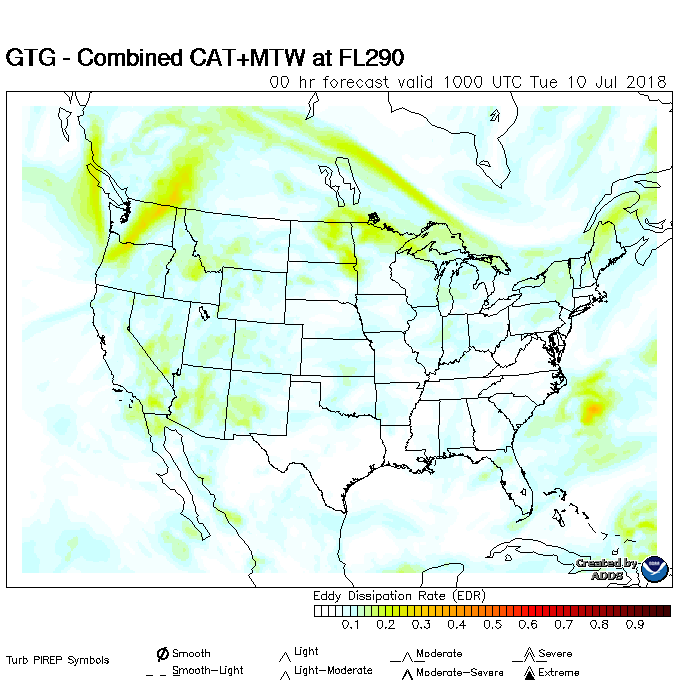 GTG - Combined CAT+MTW at FL290
00 hr forecast valid 1000 UTC Tue 10 Jul 2018
Created by
ADDS
Eddy Dissipation Rate (EDR)
0.1 0.2 0.3 0.4 0.5 0.6 0.7 0.8 0.9
Turb PIREP Symbols
Smooth
Light
Moderate
Severe
Smooth-Light
Light-Moderate
Moderate-Severe
Extreme